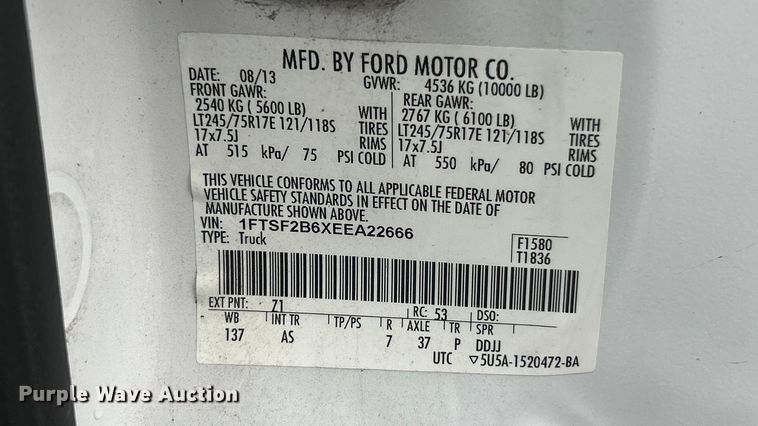 MFD. BY FORD MOTOR CO.
DATE: 08/13 GVWR: 4536 KG (10000 LB)
FRONT GAWR: REAR GAWR:
2540 KG (5600 LB) WITH 2767 KG (6100 LB) WITH
LT245/75R17E 121/118S TIRES LT245/75R17E 121/118S TIRES
17x7.5J RIMS 17x7.5J RIMS
AT 515 kPa/ 75 PSI COLD AT 550 kPa/ 80 PSI COLD
THIS VEHICLE CONFORMS TO ALL APPLICABLE FEDERAL MOTOR
VEHICLE SAFETY STANDARDS IN EFFECT ON THE DATE OF
MANUFACTURE SHOWN ABOVE.
VIN: 1FTSF2B6XEEA22666
TYPE: Truck
F1580
T1836
EXT PNT: Z1 RC: 53 DSO:
WB INT TR TP/PS R AXLE TR SPR
137 AS 7 37 P DDJJ
UTC ▽5U5A-1520472-BA
Purple Wave Auction